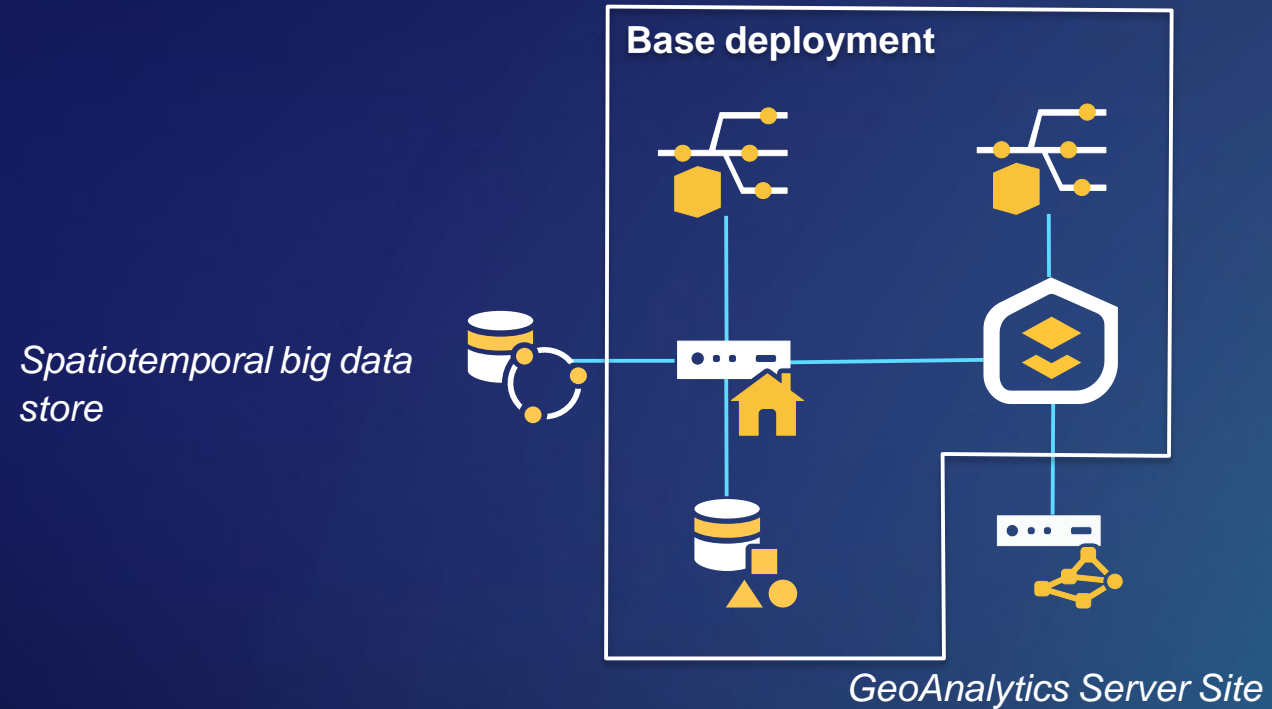 Base deployment
Spatiotemporal big data
store
GeoAnalytics Server Site